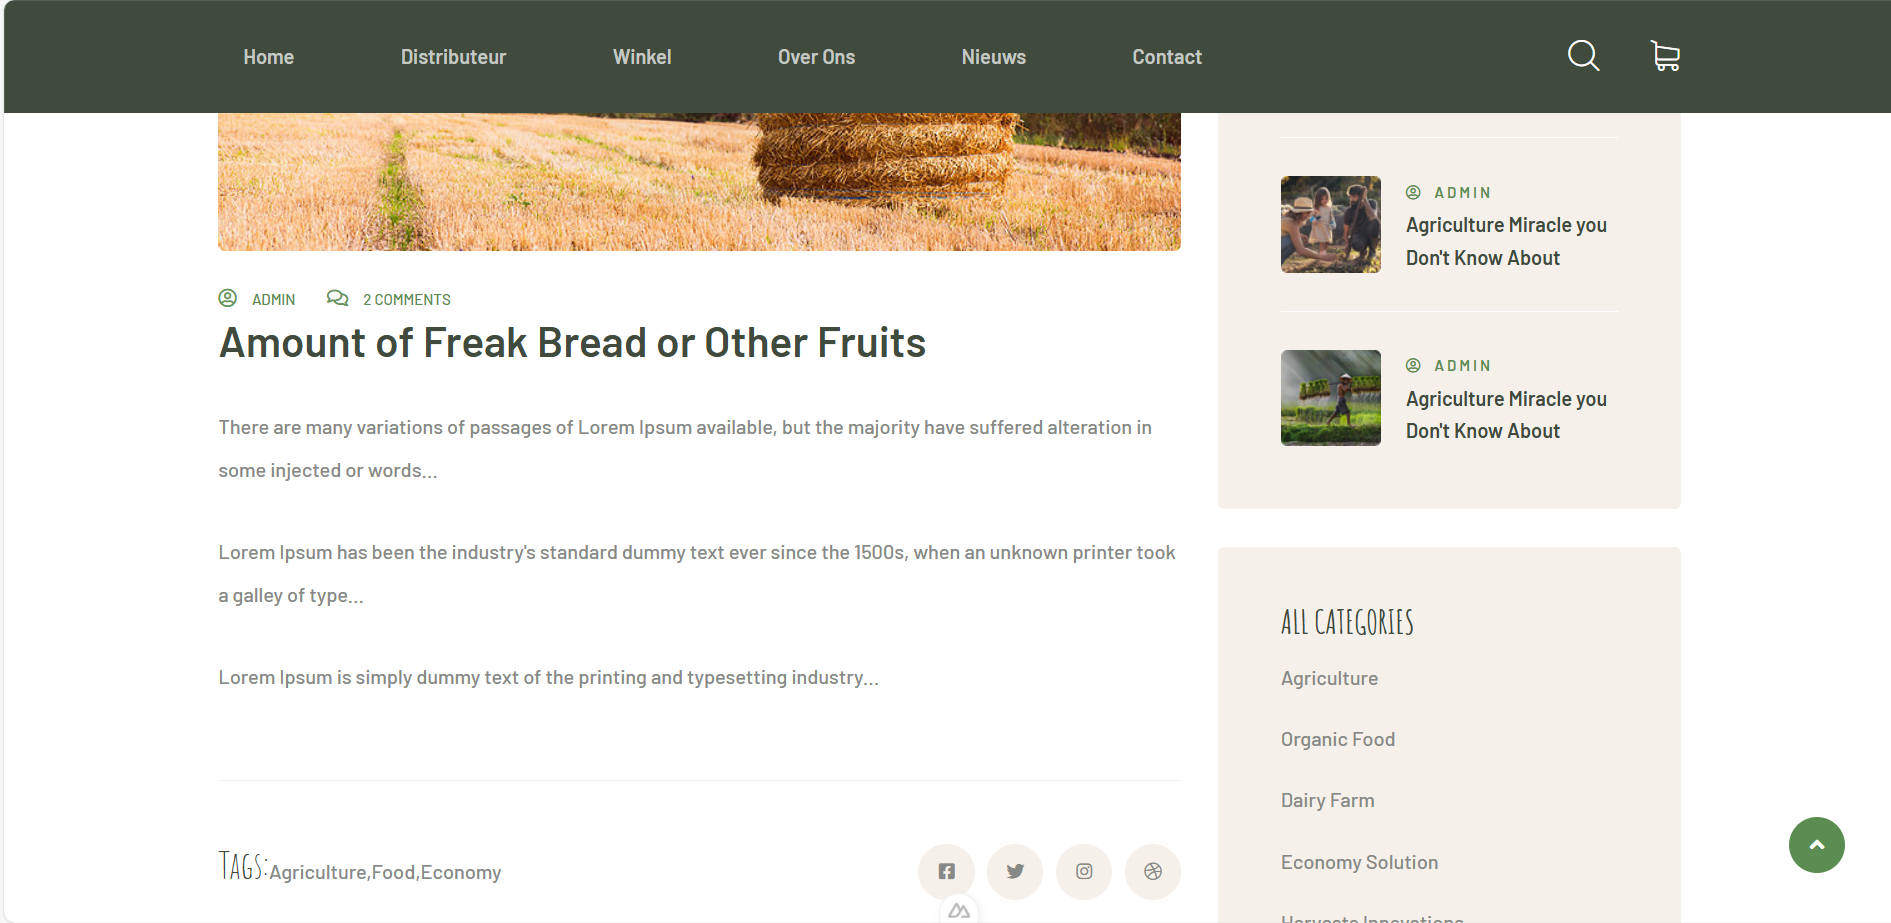 Home Distributeur Winkel Over Ons Nieuws Contact
ADMIN 2 COMMENTS
Amount of Freak Bread or Other Fruits
There are many variations of passages of Lorem Ipsum available, but the majority have suffered alteration in
some injected or words...
Lorem Ipsum has been the industry's standard dummy text ever since the 1500s, when an unknown printer took
a galley of type...
Lorem Ipsum is simply dummy text of the printing and typesetting industry...
Tags:Agriculture,Food,Economy
ADMIN
Agriculture Miracle you
Don't Know About
ADMIN
Agriculture Miracle you
Don't Know About
ALL CATEGORIES
Agriculture
Organic Food
Dairy Farm
Economy Solution
Harvests Innovations